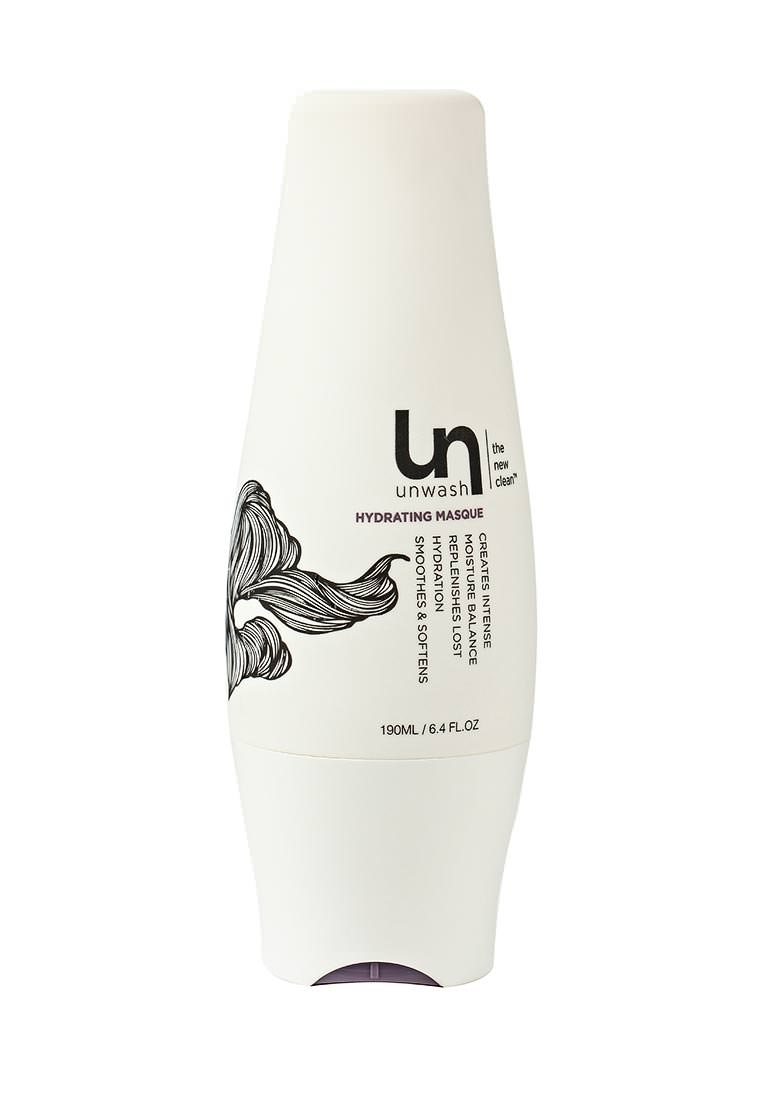 un
unwash
the
new
clean™
HYDRATING MASQUE
CREATES INTENSE
MOISTURE BALANCE
REPLENISHES LOST
HYDRATION
SMOOTHES & SOFTENS
190ML / 6.4 FL.OZ